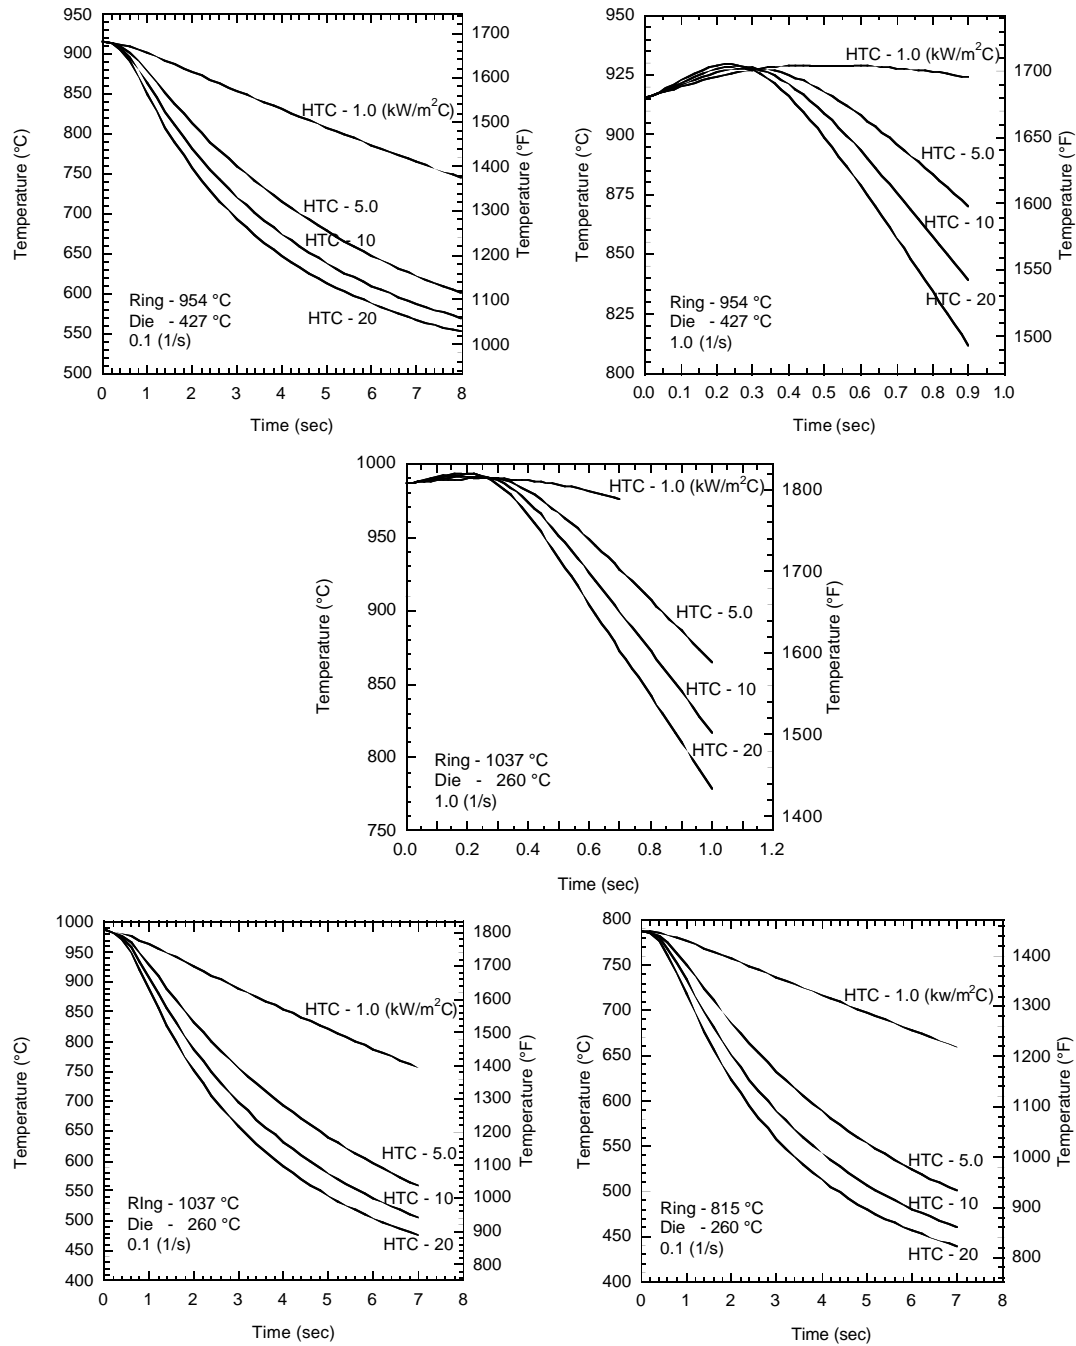 950
900
850
800
750
700
650
600
550
500
Temperature (°C)
1700
1600
1500
1400
1300
1200
1100
1000
Temperature (°F)
HTC - 1.0 (kW/m²C)
HTC - 5.0
HTC - 10
HTC - 20
Ring - 954 °C
Die - 427 °C
0.1 (1/s)
0 1 2 3 4 5 6 7 8
Time (sec)
950
925
900
875
850
825
800
Temperature (°C)
1700
1650
1600
1550
1500
Temperature (°F)
HTC - 1.0 (kW/m²C)
HTC - 5.0
HTC - 10
HTC - 20
Ring - 954 °C
Die - 427 °C
1.0 (1/s)
0.0 0.1 0.2 0.3 0.4 0.5 0.6 0.7 0.8 0.9 1.0
Time (sec)
1000
950
900
850
800
750
Temperature (°C)
1800
1700
1600
1500
1400
Temperature (°F)
HTC - 1.0 (kW/m²C)
HTC - 5.0
HTC - 10
HTC - 20
Ring - 1037 °C
Die - 260 °C
1.0 (1/s)
0.0 0.2 0.4 0.6 0.8 1.0 1.2
Time (sec)
1000
950
900
850
800
750
700
650
600
550
500
450
400
Temperature (°C)
1800
1700
1600
1500
1400
1300
1200
1100
1000
900
800
Temperature (°F)
HTC - 1.0 (kW/m²C)
HTC - 5.0
HTC - 10
HTC - 20
RIng - 1037 °C
Die - 260 °C
0.1 (1/s)
0 1 2 3 4 5 6 7 8
Time (sec)
800
750
700
650
600
550
500
450
400
Temperature (°C)
1400
1300
1200
1100
1000
900
800
Temperature (°F)
HTC - 1.0 (kw/m²C)
HTC - 5.0
HTC - 10
HTC - 20
Ring - 815 °C
Die - 260 °C
0.1 (1/s)
0 1 2 3 4 5 6 7 8
Time (sec)